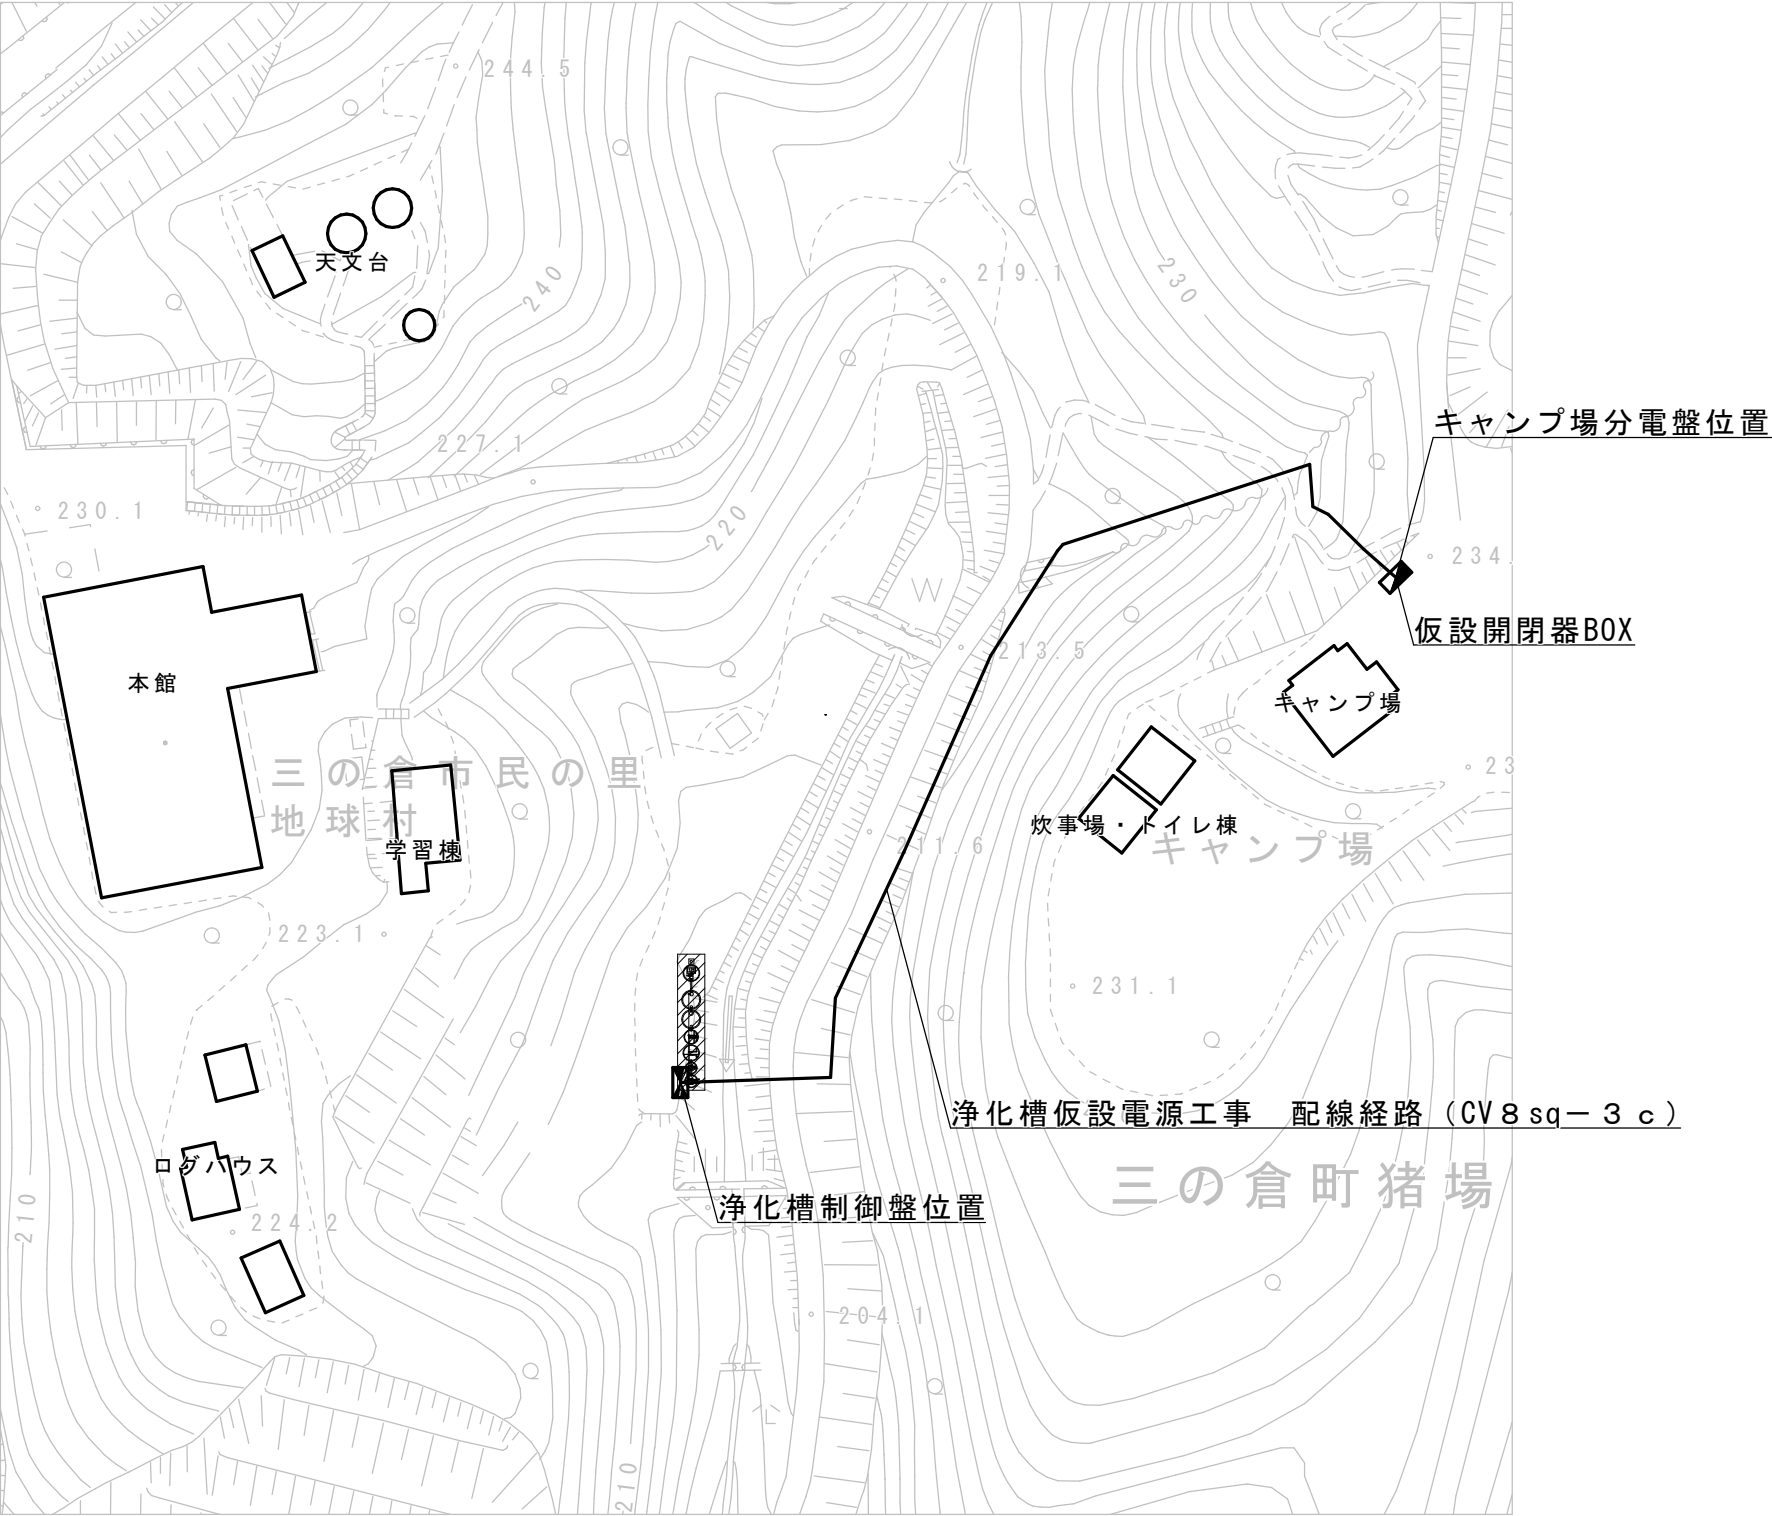 244.5
天文台
240
219.1
230
キャンプ場分電盤位置
227.1
230.1
220
234.
仮設開閉器BOX
213.5
本館
キャンプ場
三の倉市民の里
地球村
23
学習棟
炊事場・トイレ棟
211.6
キャンプ場
223.1
231.1
浄化槽仮設電源工事　配線経路（CV８sq－３ｃ）
ログハウス
三の倉町猪場
浄化槽制御盤位置
210
224.2
204.1
210